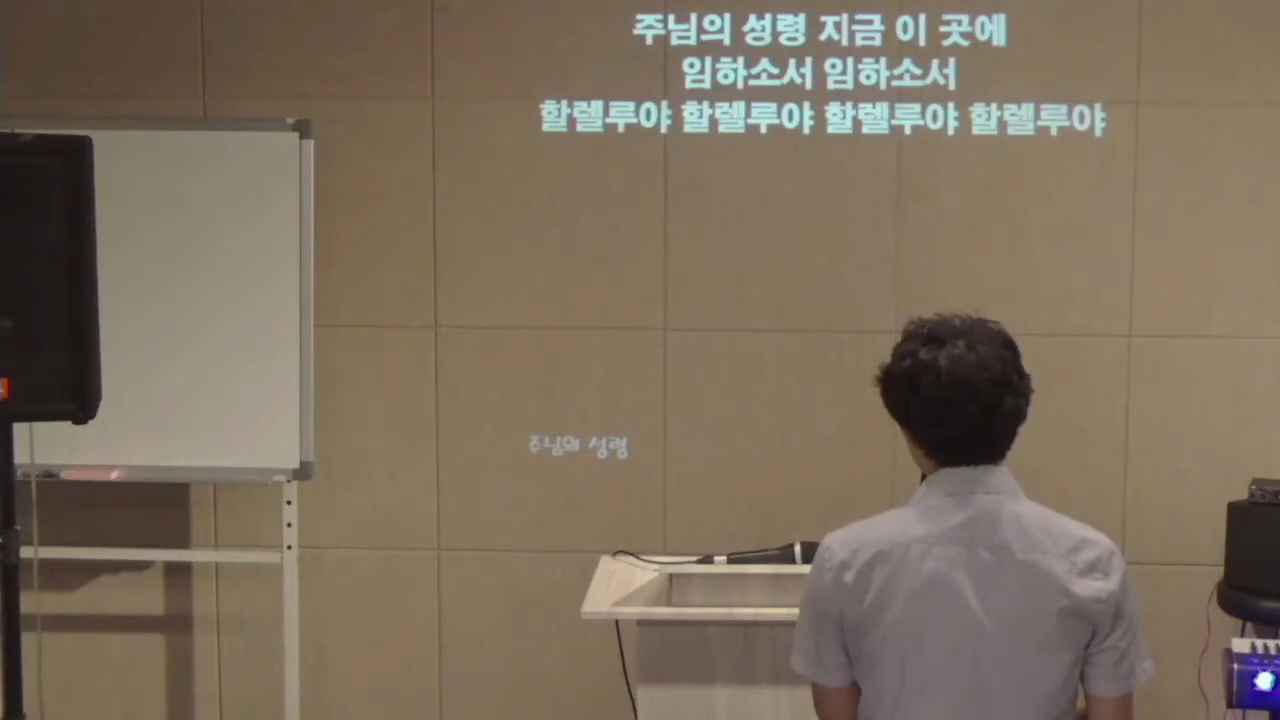 주님의 성령 지금 이 곳에
임하소서 임하소서
할렐루야 할렐루야 할렐루야 할렐루야
주님의 성령